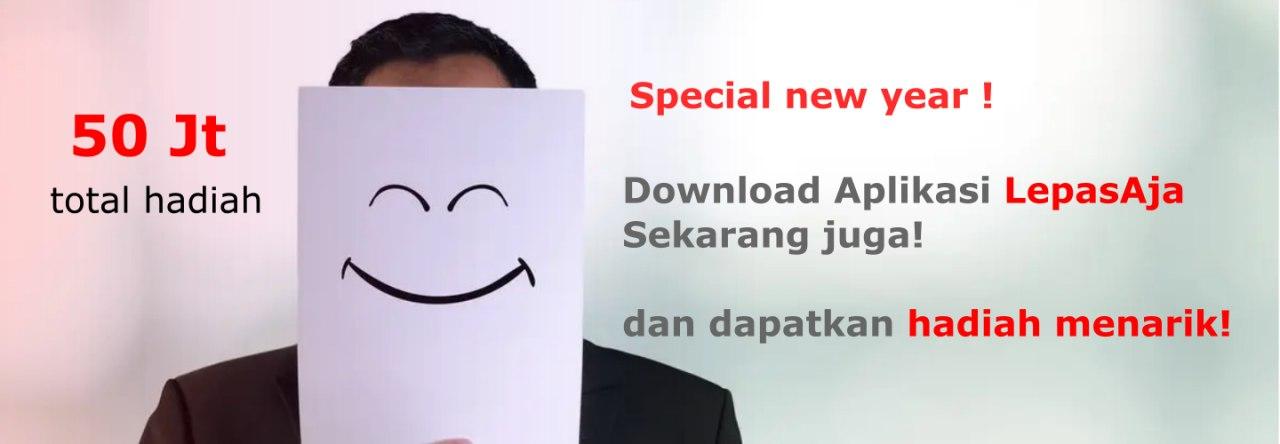 50 Jt
total hadiah
Special new year !
Download Aplikasi LepasAja
Sekarang juga!
dan dapatkan hadiah menarik!